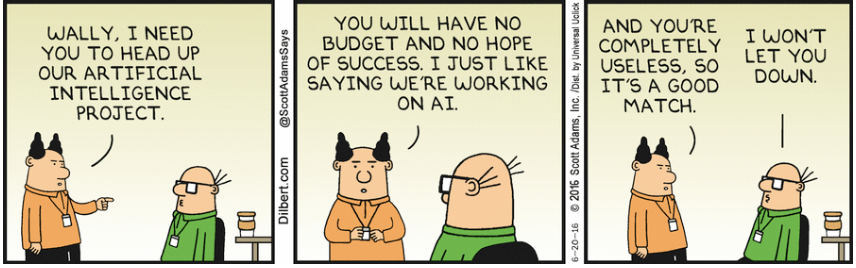 WALLY, I NEED
YOU TO HEAD UP
OUR ARTIFICIAL
INTELLIGENCE
PROJECT.
Dilbert.com @ScottAdamsSays
YOU WILL HAVE NO
BUDGET AND NO HOPE
OF SUCCESS. I JUST LIKE
SAYING WE'RE WORKING
ON AI.
6-20-16 © 2016 Scott Adams, Inc. /Dist. by Universal Uclick
AND YOU'RE
COMPLETELY
USELESS, SO
IT'S A GOOD
MATCH.
I WON'T
LET YOU
DOWN.